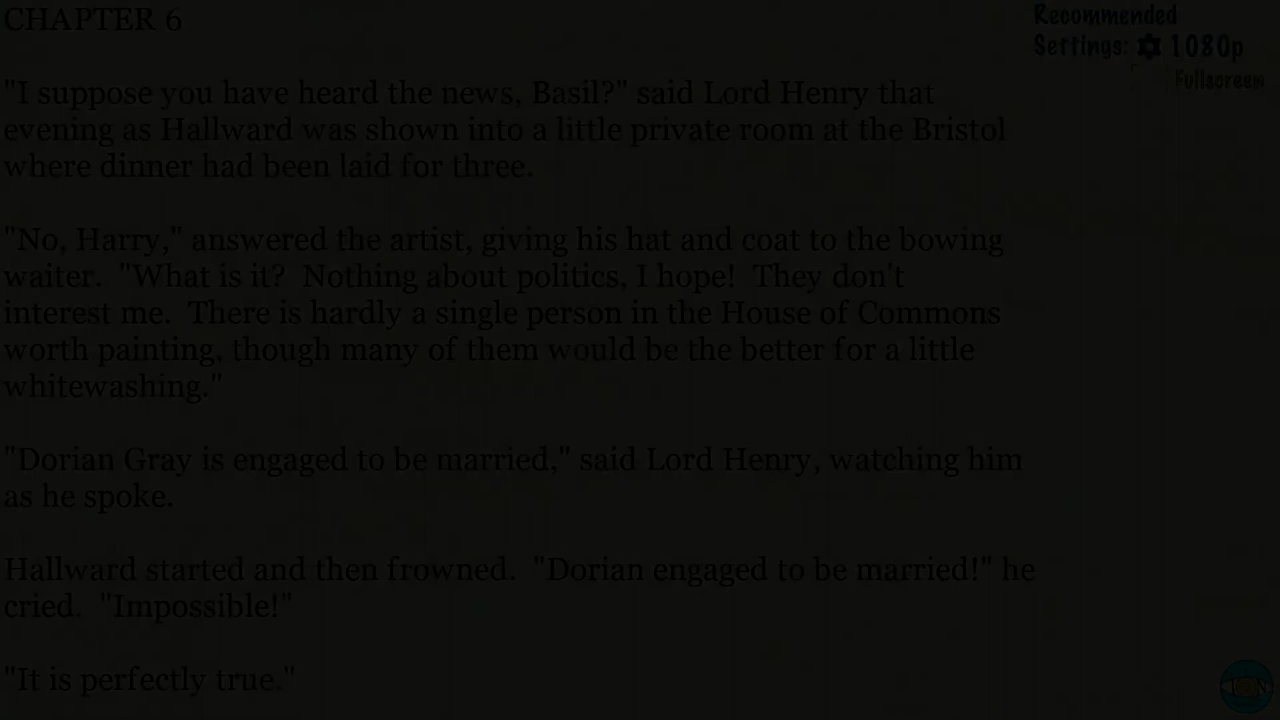 CHAPTER 6
Recommended
Settings: 1080p
Fullscreen
"I suppose you have heard the news, Basil?" said Lord Henry that
evening as Hallward was shown into a little private room at the Bristol
where dinner had been laid for three.
"No, Harry," answered the artist, giving his hat and coat to the bowing
waiter.  "What is it?  Nothing about politics, I hope!  They don't
interest me.  There is hardly a single person in the House of Commons
worth painting, though many of them would be the better for a little
whitewashing."
"Dorian Gray is engaged to be married," said Lord Henry, watching him
as he spoke.
Hallward started and then frowned.  "Dorian engaged to be married!" he
cried.  "Impossible!"
"It is perfectly true."